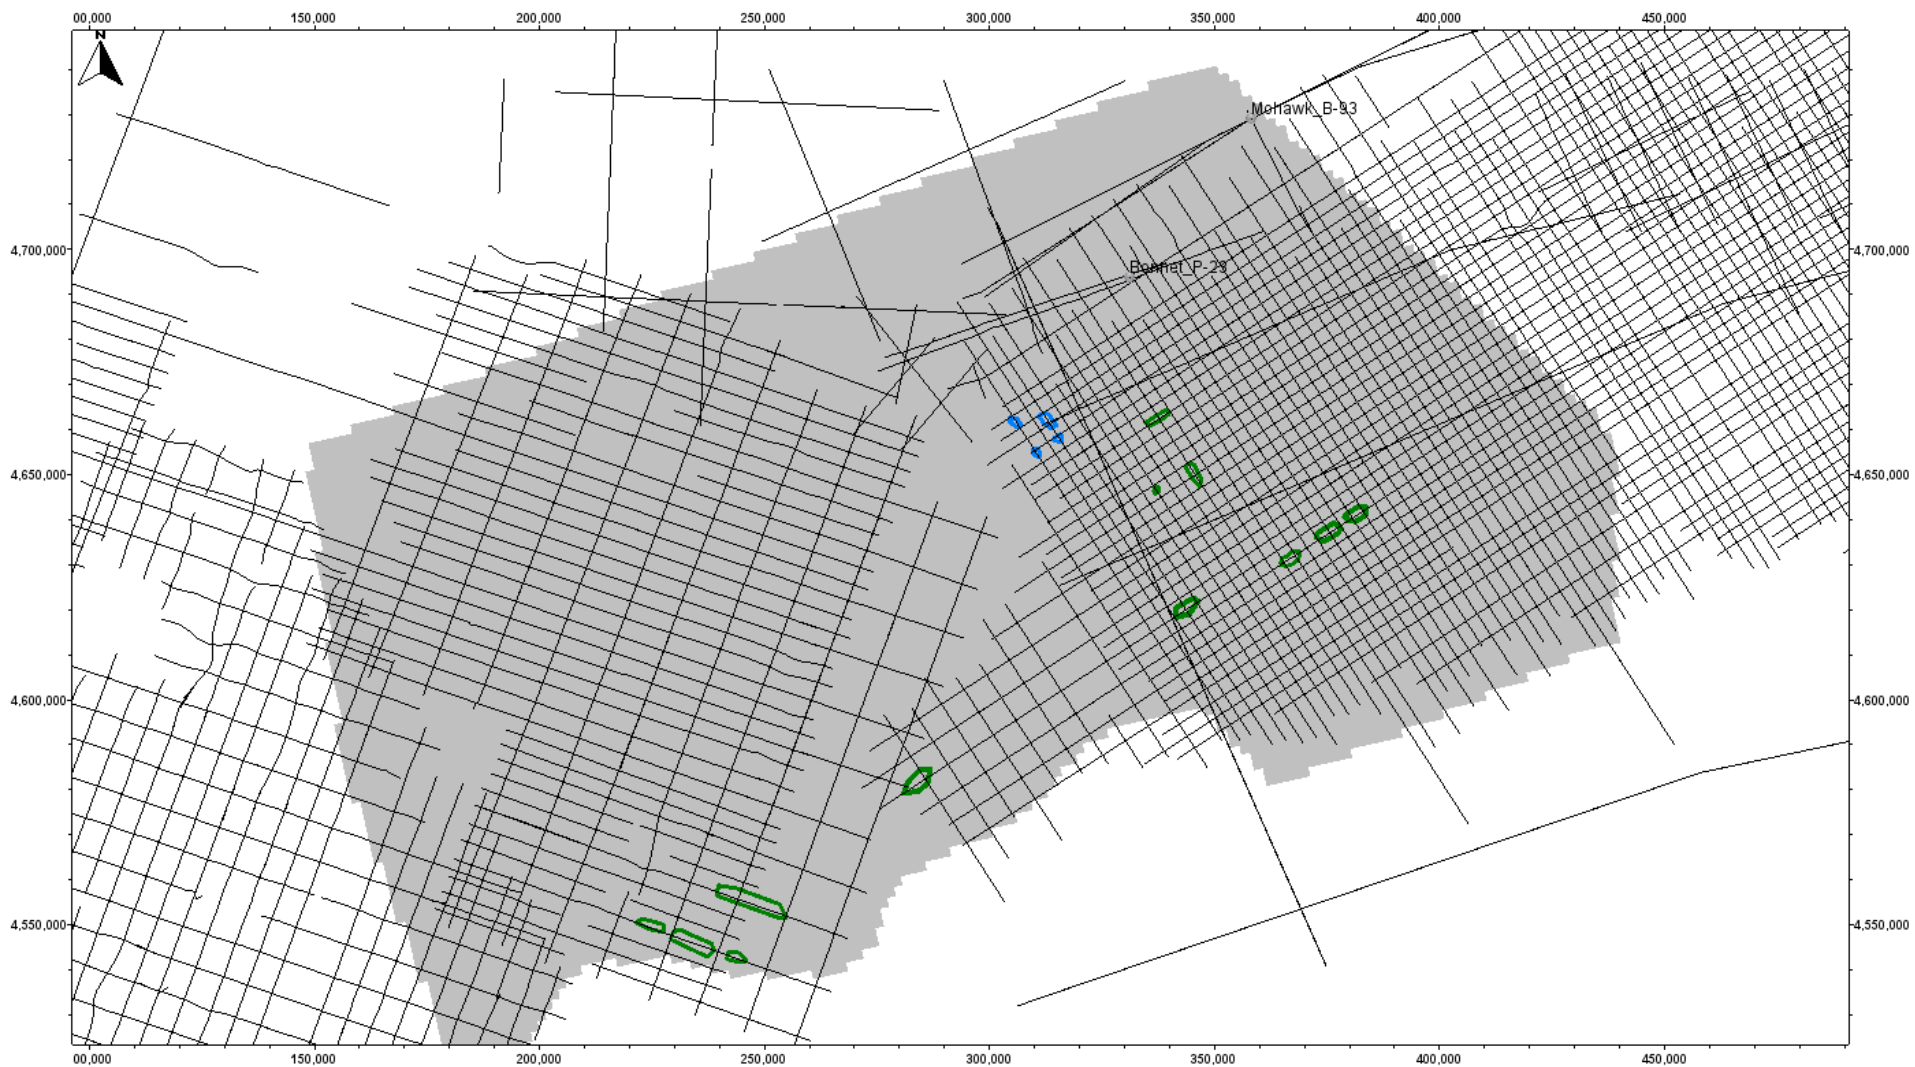 00,000 150,000 200,000 250,000 300,000 350,000 400,000 450,000
N
Mohawk_B-93
4,700,000 4,700,000
Bonnet_P-23
4,650,000 4,650,000
4,600,000 4,600,000
4,550,000 4,550,000
00,000 150,000 200,000 250,000 300,000 350,000 400,000 450,000